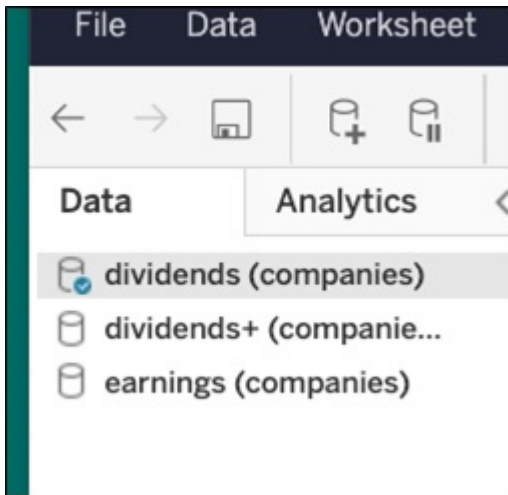 File Data Worksheet
Data Analytics
dividends (companies)
dividends+ (companie...
earnings (companies)